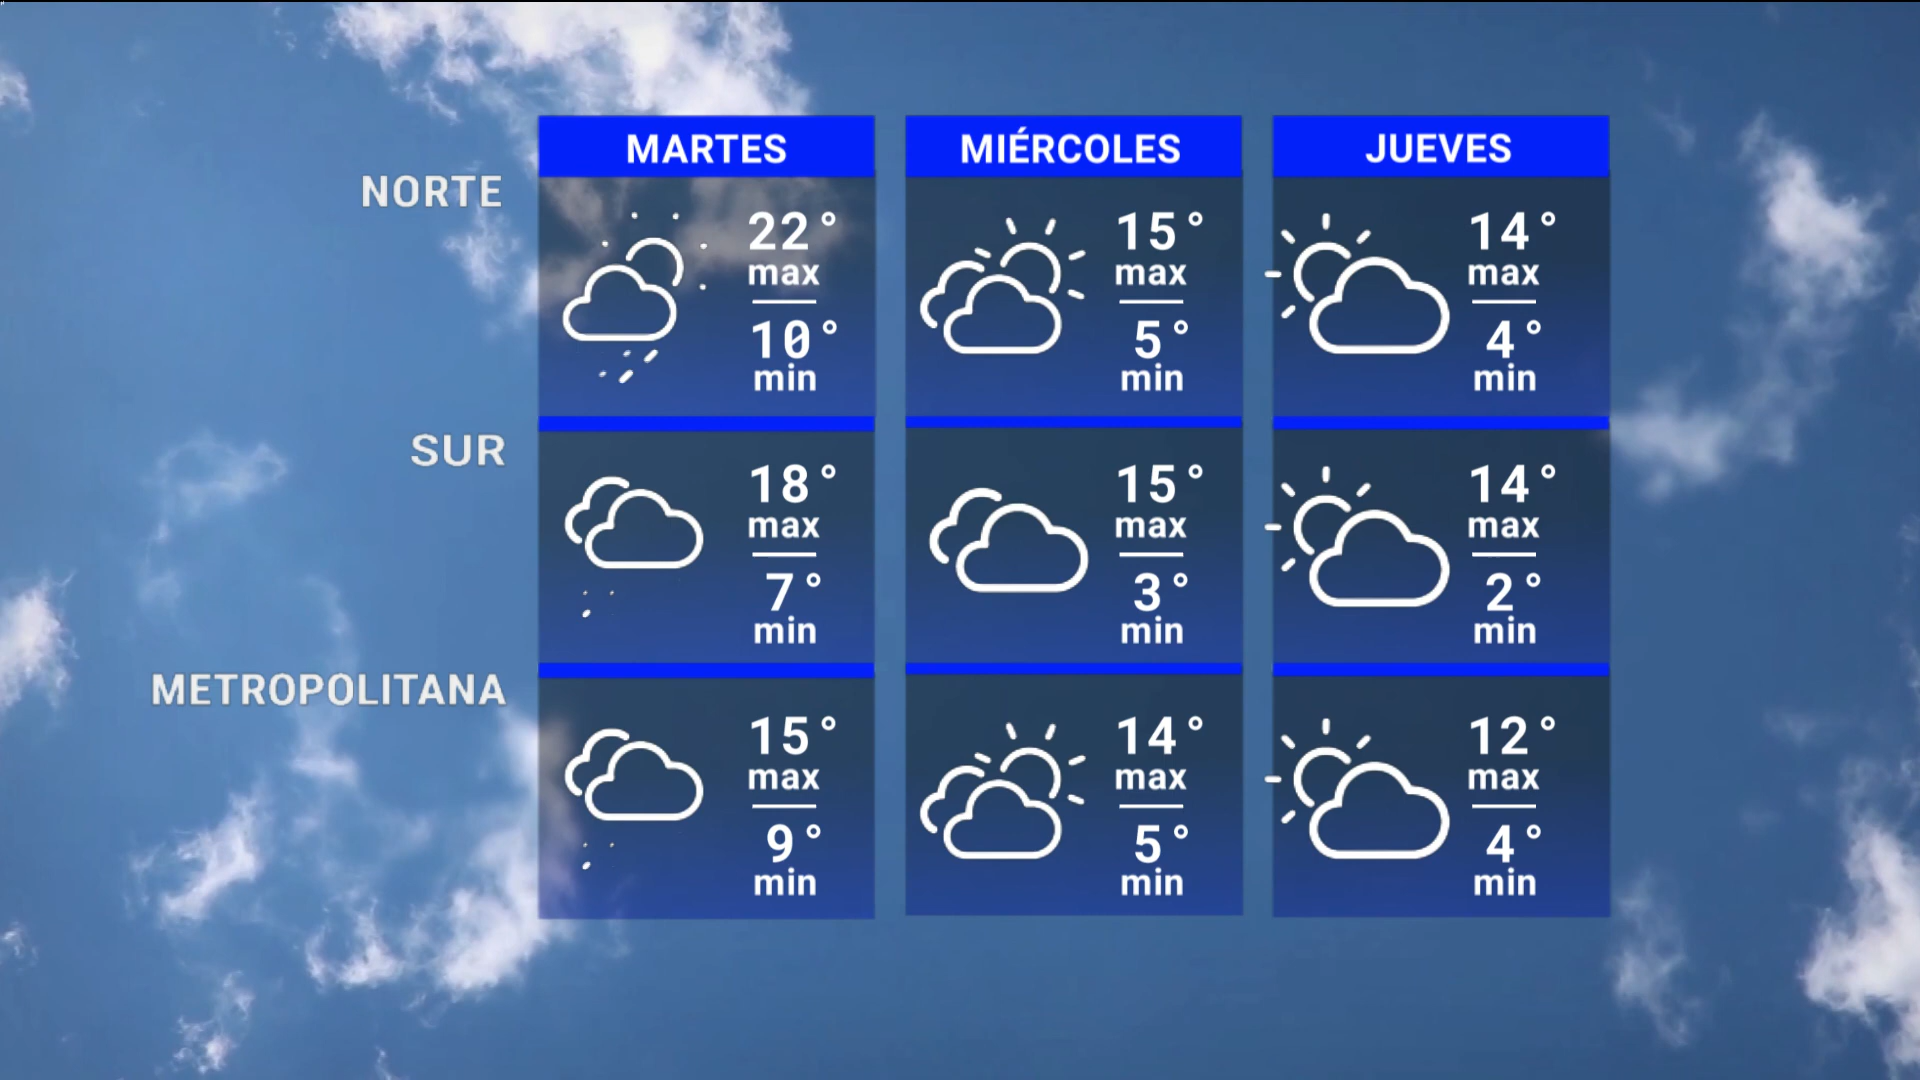 MARTES
MIÉRCOLES
JUEVES
NORTE
22°
max
10°
min
15°
max
5°
min
14°
max
4°
min
SUR
18°
max
7°
min
15°
max
3°
min
14°
max
2°
min
METROPOLITANA
15°
max
9°
min
14°
max
5°
min
12°
max
4°
min